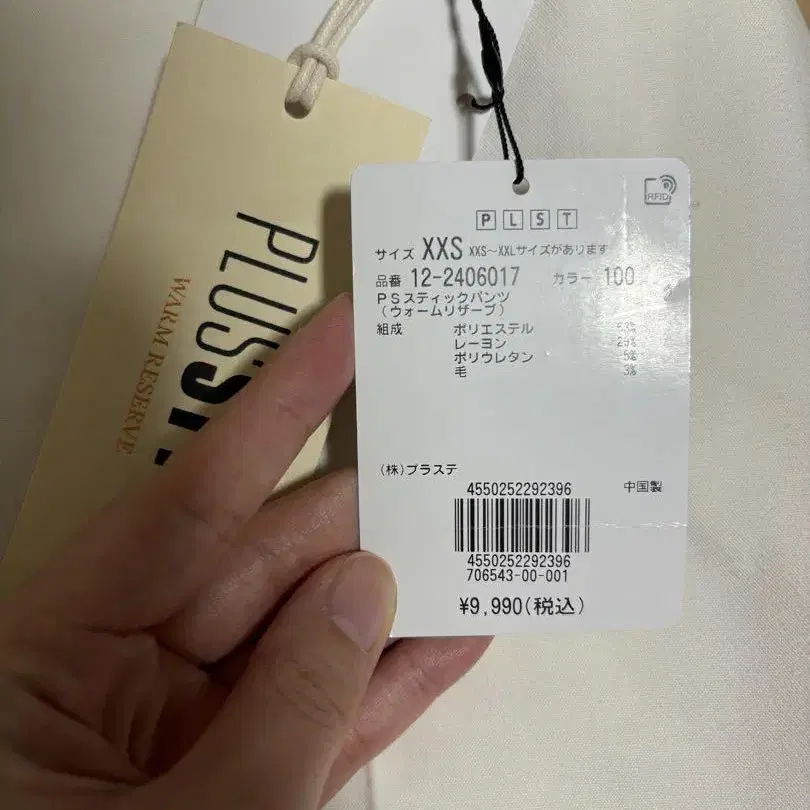 PLST
RFID
サイズ XXS XXS~XXLサイズがあります
品番 12-2406017 カラー 100
PSスティックパンツ
(ウォームリザーブ)
組成 ポリエステル
レーヨン
ポリウレタン 5%
毛 3%
(株)プラステ
4550252292396 中国製
4550252292396
706543-00-001
¥9,990(税込)
WARM RESERVE